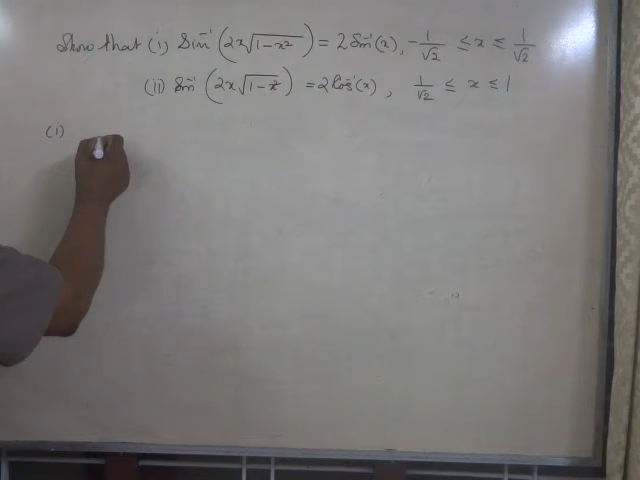 Show that (i) Sin⁻¹(2x√(1-x²)) = 2 Sin⁻¹(x), -1/√2 ≤ x ≤ 1/√2
(ii) Sin⁻¹(2x√(1-x²)) = 2 Cos⁻¹(x), 1/√2 ≤ x ≤ 1
(i)